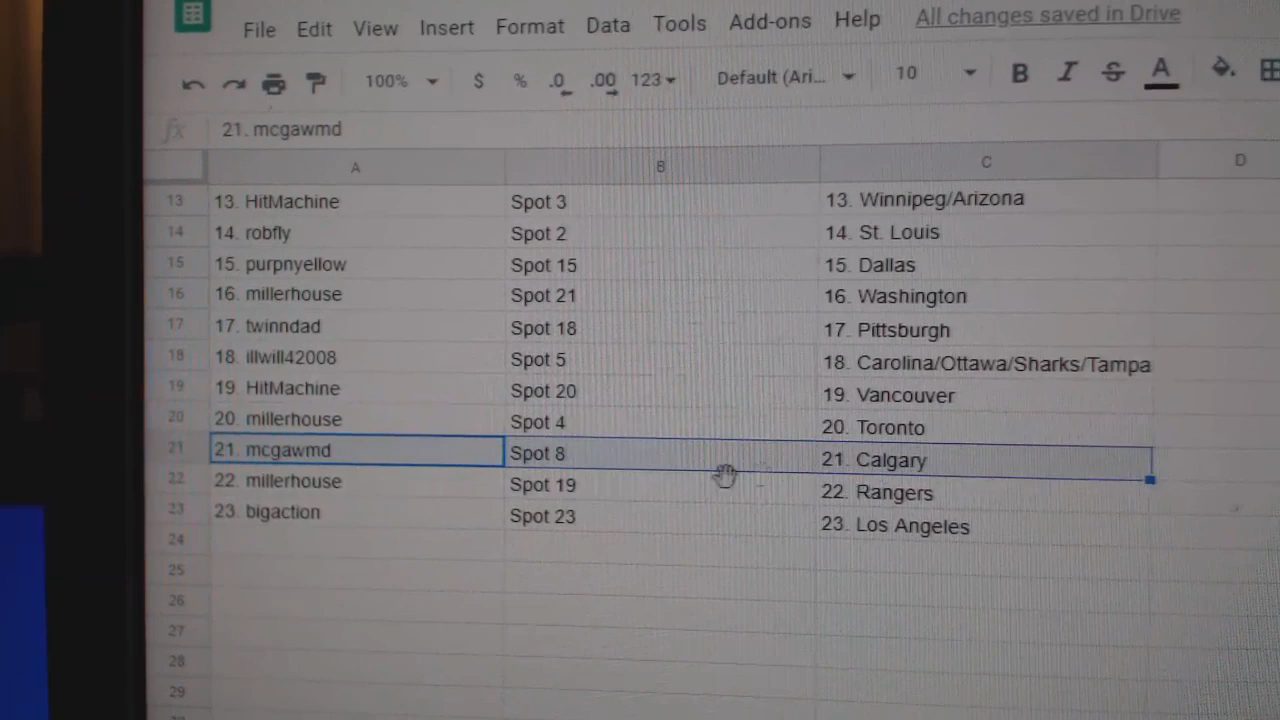 File Edit View Insert Format Data Tools Add-ons Help All changes saved in Drive
100% $ % .0 .00 123 Default (Ari... 10 B I S A
fx 21. mcgawmd
A B C D
13 13. HitMachine Spot 3 13. Winnipeg/Arizona
14 14. robfly Spot 2 14. St. Louis
15 15. purpnyellow Spot 15 15. Dallas
16 16. millerhouse Spot 21 16. Washington
17 17. twinndad Spot 18 17. Pittsburgh
18 18. illwill42008 Spot 5 18. Carolina/Ottawa/Sharks/Tampa
19 19. HitMachine Spot 20 19. Vancouver
20 20. millerhouse Spot 4 20. Toronto
21 21. mcgawmd Spot 8 21. Calgary
22 22. millerhouse Spot 19 22. Rangers
23 23. bigaction Spot 23 23. Los Angeles
24
25
26
27
28
29